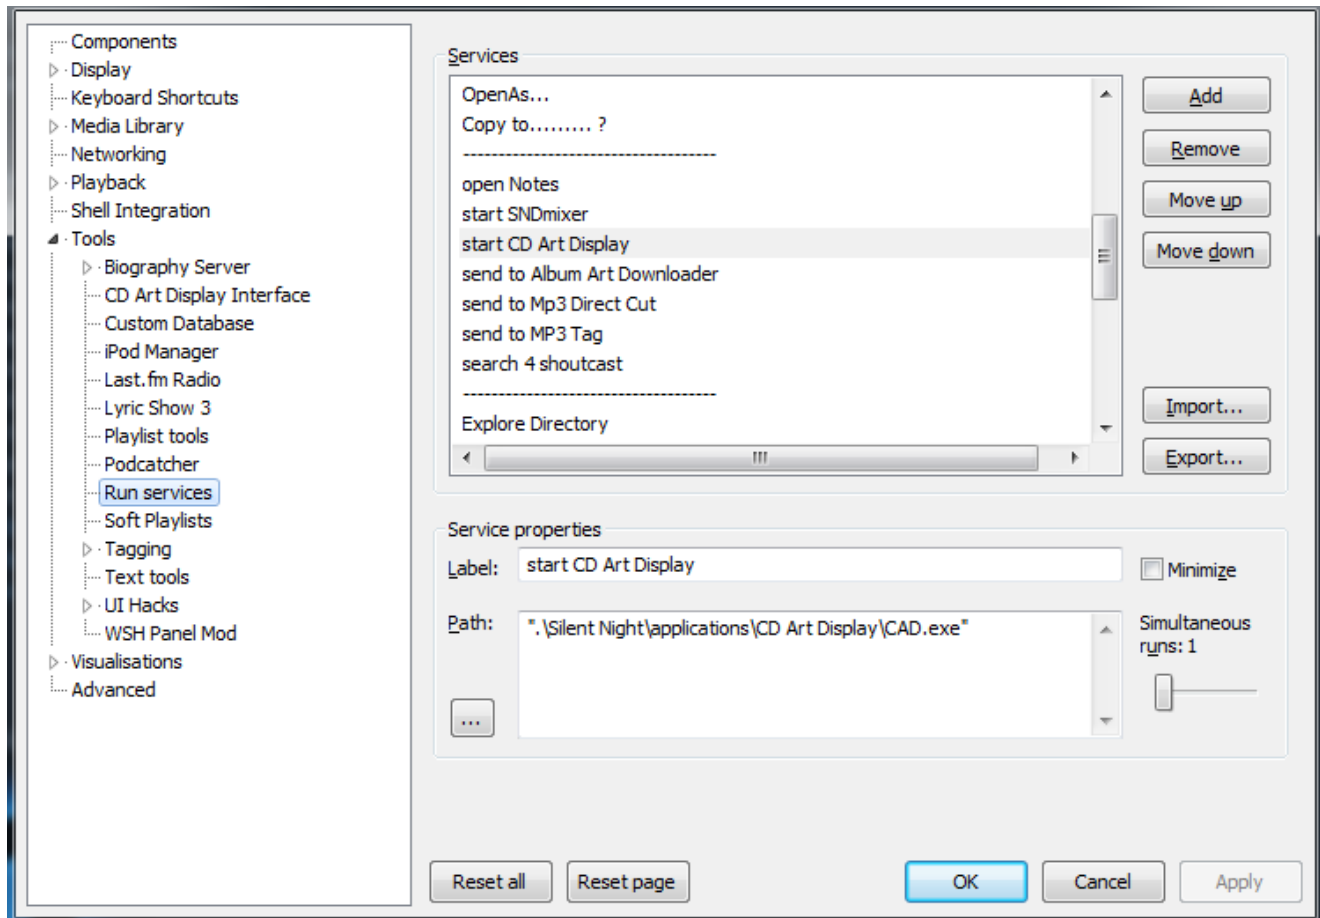 Components
Display
Keyboard Shortcuts
Media Library
Networking
Playback
Shell Integration
Tools
Biography Server
CD Art Display Interface
Custom Database
iPod Manager
Last.fm Radio
Lyric Show 3
Playlist tools
Podcatcher
Run services
Soft Playlists
Tagging
Text tools
UI Hacks
WSH Panel Mod
Visualisations
Advanced
Services
OpenAs...
Copy to......... ?
------------------------------------
open Notes
start SNDmixer
start CD Art Display
send to Album Art Downloader
send to Mp3 Direct Cut
send to MP3 Tag
search 4 shoutcast
------------------------------------
Explore Directory
Add
Remove
Move up
Move down
Import...
Export...
Service properties
Label:
start CD Art Display
Minimize
Path:
".\Silent Night\applications\CD Art Display\CAD.exe"
...
Simultaneous
runs: 1
Reset all
Reset page
OK
Cancel
Apply